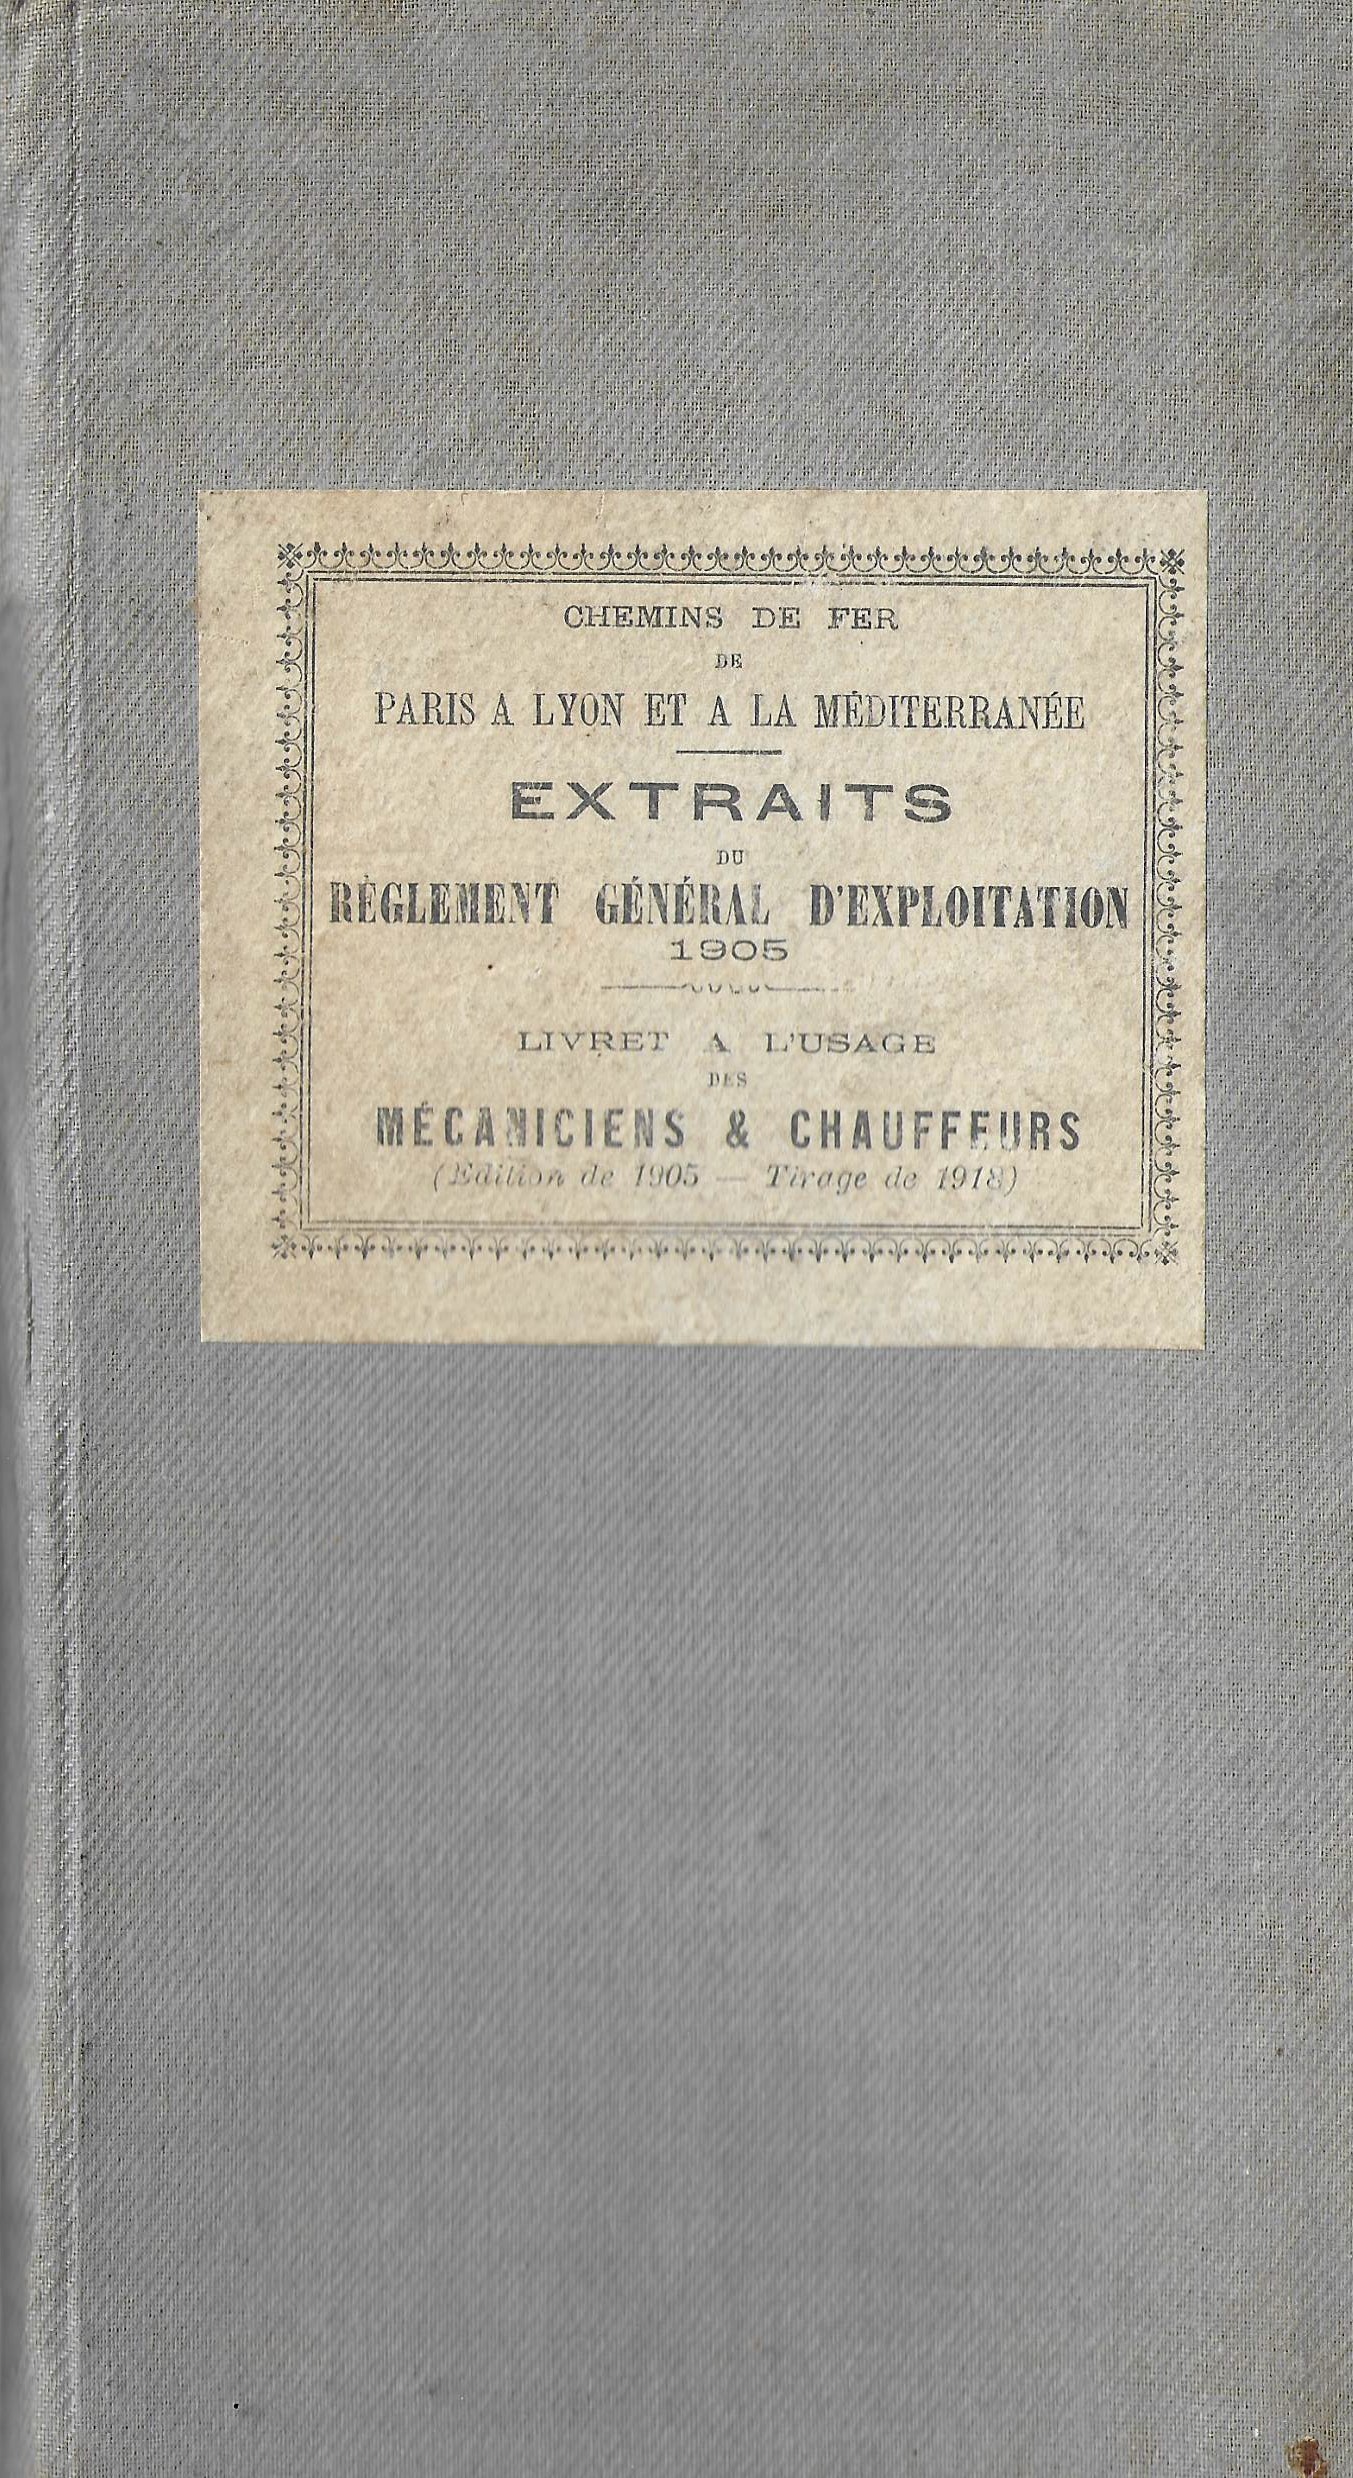 CHEMINS DE FER
DE
PARIS A LYON ET A LA MÉDITERRANÉE
EXTRAITS
DU
RÈGLEMENT GÉNÉRAL D'EXPLOITATION
1905
LIVRET A L'USAGE
DES
MÉCANICIENS & CHAUFFEURS
(Edition de 1905 — Tirage de 1918)